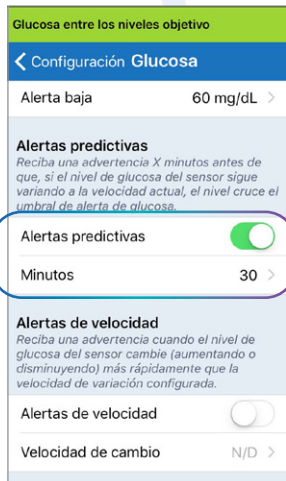 Glucosa entre los niveles objetivo
Configuración Glucosa
Alerta baja 60 mg/dL
Alertas predictivas
Reciba una advertencia X minutos antes de
que, si el nivel de glucosa del sensor sigue
variando a la velocidad actual, el nivel cruce el
umbral de alerta de glucosa.
Alertas predictivas
Minutos 30
Alertas de velocidad
Reciba una advertencia cuando el nivel de
glucosa del sensor cambie (aumentando o
disminuyendo) más rápidamente que la
velocidad de variación configurada.
Alertas de velocidad
Velocidad de cambio N/D